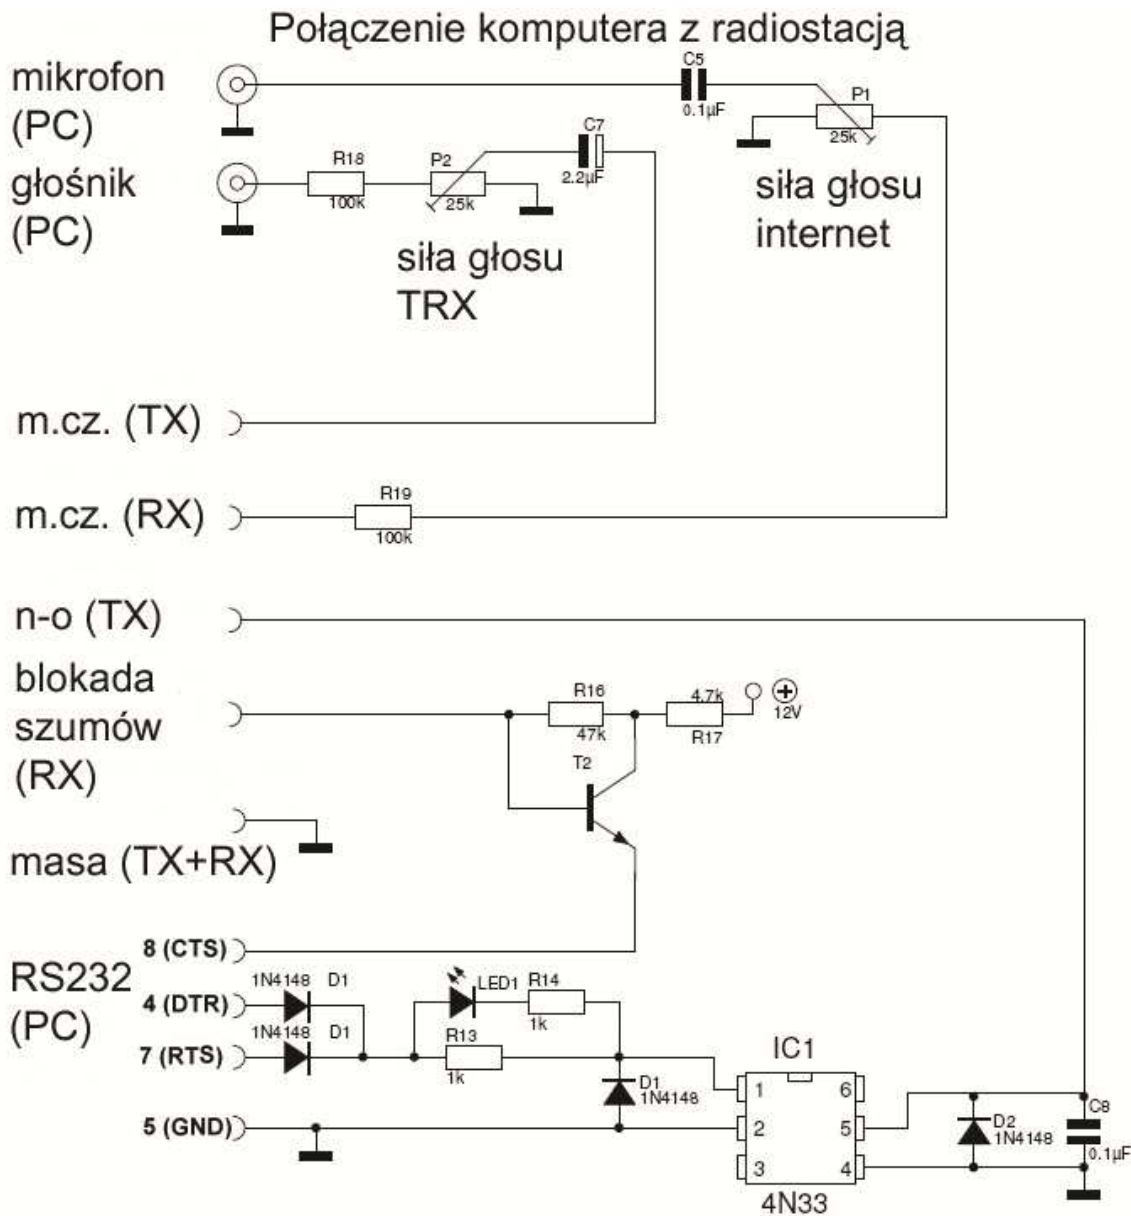 Połączenie komputera z radiostacją
mikrofon
(PC)
C5
0.1µF
P1
25k
C7
2.2µF
głośnik
(PC)
R18
100k
P2
25k
siła głosu
TRX
siła głosu
internet
m.cz. (TX)
m.cz. (RX)
R19
100k
n-o (TX)
blokada
szumów
(RX)
R16
47k
4.7k
R17
12V
T2
masa (TX+RX)
RS232
(PC)
8 (CTS)
4 (DTR)
1N4148 D1
7 (RTS)
1N4148 D1
5 (GND)
LED1
R14
1k
R13
1k
D1
1N4148
IC1
1 6
2 5
3 4
4N33
D2
1N4148
C8
0.1µF